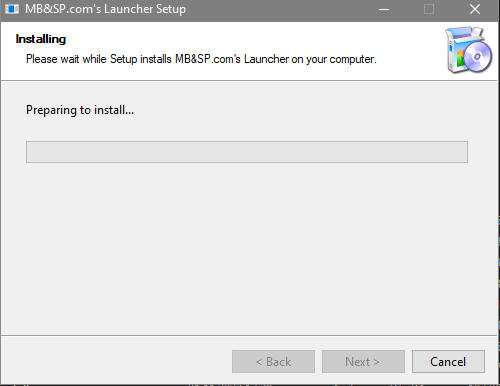 MB&SP.com's Launcher Setup
Installing
Please wait while Setup installs MB&SP.com's Launcher on your computer.
Preparing to install...
< Back
Next >
Cancel